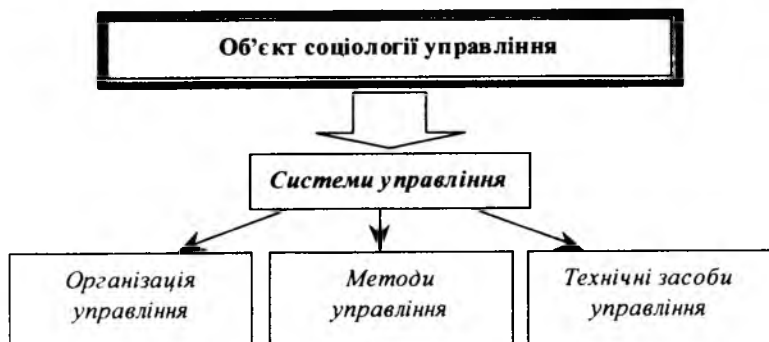 Об’єкт соціології управління
Системи управління
Організація
управління
Методи
управління
Технічні засоби
управління